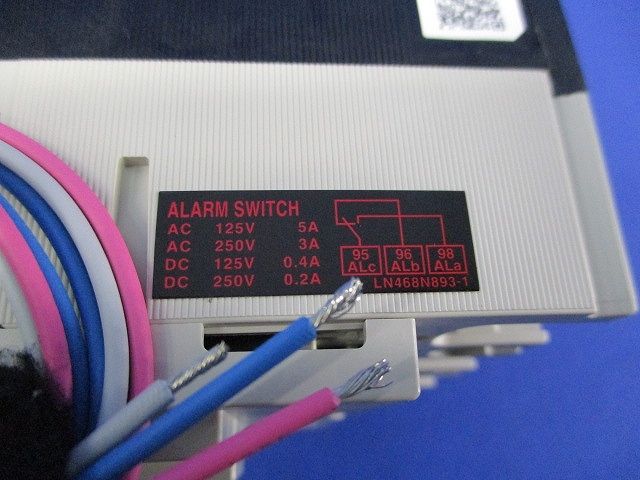 ALARM SWITCH
AC 125V 5A
AC 250V 3A
DC 125V 0.4A
DC 250V 0.2A
95 96 98
ALc ALb ALa
LN468N893-1